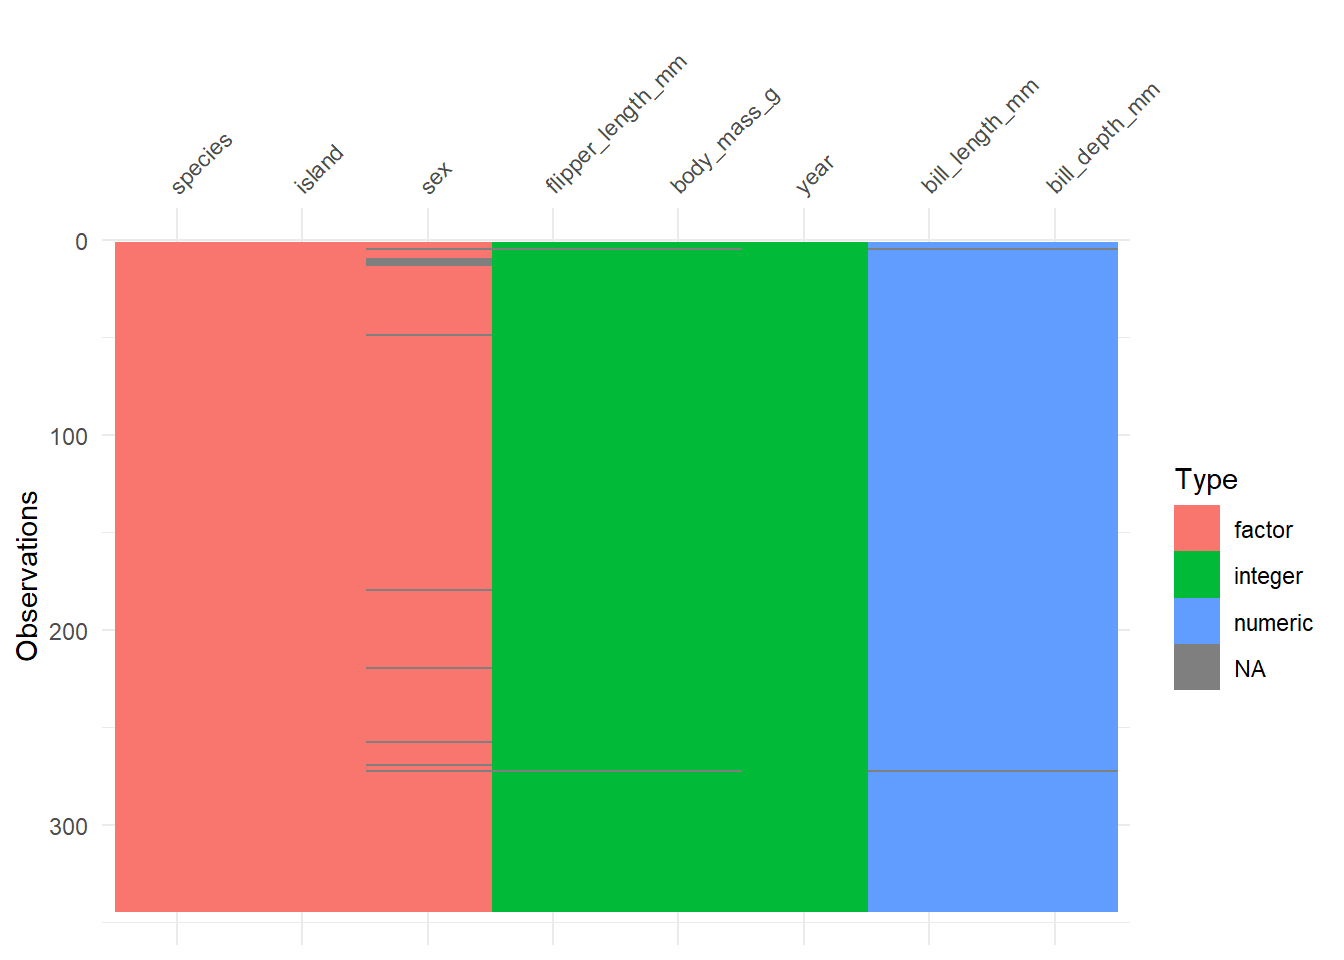 species
island
sex
flipper_length_mm
body_mass_g
year
bill_length_mm
bill_depth_mm
0
100
200
300
Observations
Type
factor
integer
numeric
NA